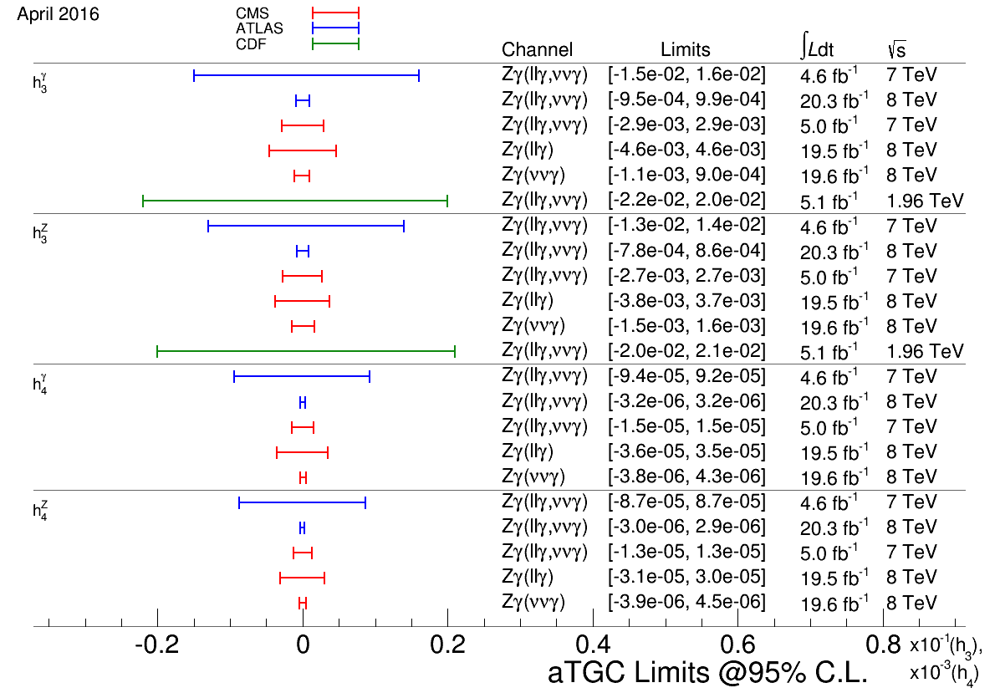 April 2016
CMS
ATLAS
CDF
Channel Limits ∫Ldt √s
h₃^γ Zγ(llγ,ννγ) [-1.5e-02, 1.6e-02] 4.6 fb⁻¹ 7 TeV
Zγ(llγ,ννγ) [-9.5e-04, 9.9e-04] 20.3 fb⁻¹ 8 TeV
Zγ(llγ,ννγ) [-2.9e-03, 2.9e-03] 5.0 fb⁻¹ 7 TeV
Zγ(llγ) [-4.6e-03, 4.6e-03] 19.5 fb⁻¹ 8 TeV
Zγ(ννγ) [-1.1e-03, 9.0e-04] 19.6 fb⁻¹ 8 TeV
Zγ(llγ,ννγ) [-2.2e-02, 2.0e-02] 5.1 fb⁻¹ 1.96 TeV
h₃^Z Zγ(llγ,ννγ) [-1.3e-02, 1.4e-02] 4.6 fb⁻¹ 7 TeV
Zγ(llγ,ννγ) [-7.8e-04, 8.6e-04] 20.3 fb⁻¹ 8 TeV
Zγ(llγ,ννγ) [-2.7e-03, 2.7e-03] 5.0 fb⁻¹ 7 TeV
Zγ(llγ) [-3.8e-03, 3.7e-03] 19.5 fb⁻¹ 8 TeV
Zγ(ννγ) [-1.5e-03, 1.6e-03] 19.6 fb⁻¹ 8 TeV
Zγ(llγ,ννγ) [-2.0e-02, 2.1e-02] 5.1 fb⁻¹ 1.96 TeV
h₄^γ Zγ(llγ,ννγ) [-9.4e-05, 9.2e-05] 4.6 fb⁻¹ 7 TeV
Zγ(llγ,ννγ) [-3.2e-06, 3.2e-06] 20.3 fb⁻¹ 8 TeV
Zγ(llγ,ννγ) [-1.5e-05, 1.5e-05] 5.0 fb⁻¹ 7 TeV
Zγ(llγ) [-3.6e-05, 3.5e-05] 19.5 fb⁻¹ 8 TeV
Zγ(ννγ) [-3.8e-06, 4.3e-06] 19.6 fb⁻¹ 8 TeV
h₄^Z Zγ(llγ,ννγ) [-8.7e-05, 8.7e-05] 4.6 fb⁻¹ 7 TeV
Zγ(llγ,ννγ) [-3.0e-06, 2.9e-06] 20.3 fb⁻¹ 8 TeV
Zγ(llγ,ννγ) [-1.3e-05, 1.3e-05] 5.0 fb⁻¹ 7 TeV
Zγ(llγ) [-3.1e-05, 3.0e-05] 19.5 fb⁻¹ 8 TeV
Zγ(ννγ) [-3.9e-06, 4.5e-06] 19.6 fb⁻¹ 8 TeV
-0.2 0 0.2 0.4 0.6 0.8 x10⁻¹(h₃),
aTGC Limits @95% C.L. x10⁻³(h₄)